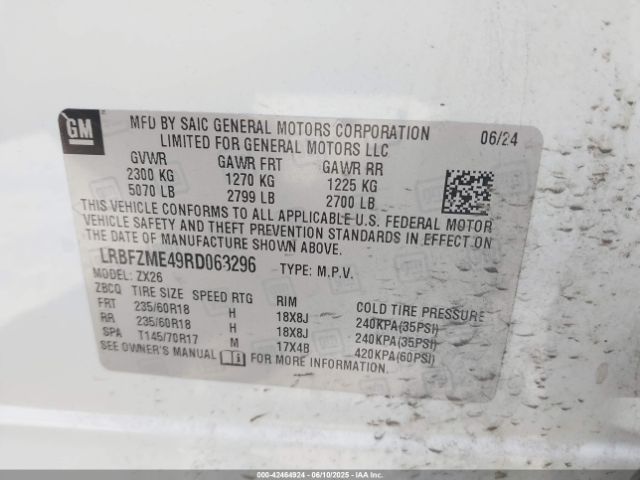 GM
MFD BY SAIC GENERAL MOTORS CORPORATION 06/24
LIMITED FOR GENERAL MOTORS LLC
GVWR GAWR FRT GAWR RR
2300 KG 1270 KG 1225 KG
5070 LB 2799 LB 2700 LB
THIS VEHICLE CONFORMS TO ALL APPLICABLE U.S. FEDERAL MOTOR
VEHICLE SAFETY AND THEFT PREVENTION STANDARDS IN EFFECT ON
THE DATE OF MANUFACTURE SHOWN ABOVE.
LRBFZME49RD063296 TYPE: M.P.V.
MODEL: ZX26
ZBCQ TIRE SIZE SPEED RTG RIM COLD TIRE PRESSURE
FRT 235/60R18 H 18X8J 240KPA(35PSI)
RR 235/60R18 H 18X8J 240KPA(35PSI)
SPA T145/70R17 M 17X4B 420KPA(60PSI)
SEE OWNER'S MANUAL FOR ADDITIONAL INFORMATION.
000-42464924 | 06/10/2025 - IAA.